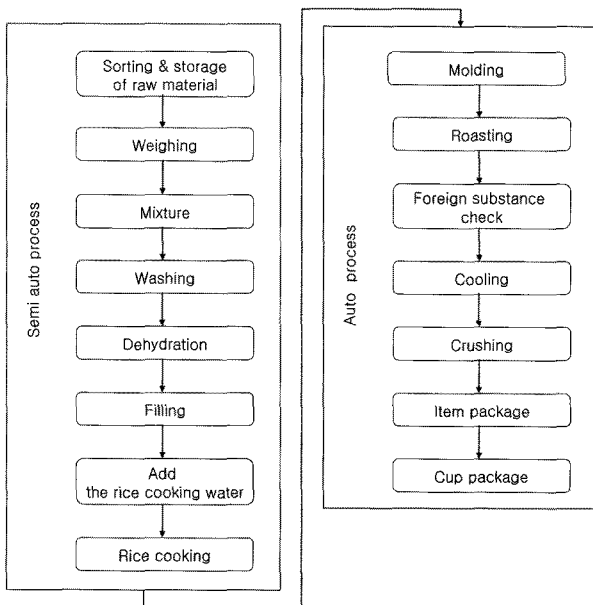 Semi auto process
Sorting & storage
of raw material
Weighing
Mixture
Washing
Dehydration
Filling
Add
the rice cooking water
Rice cooking
Auto process
Molding
Roasting
Foreign substance
check
Cooling
Crushing
Item package
Cup package